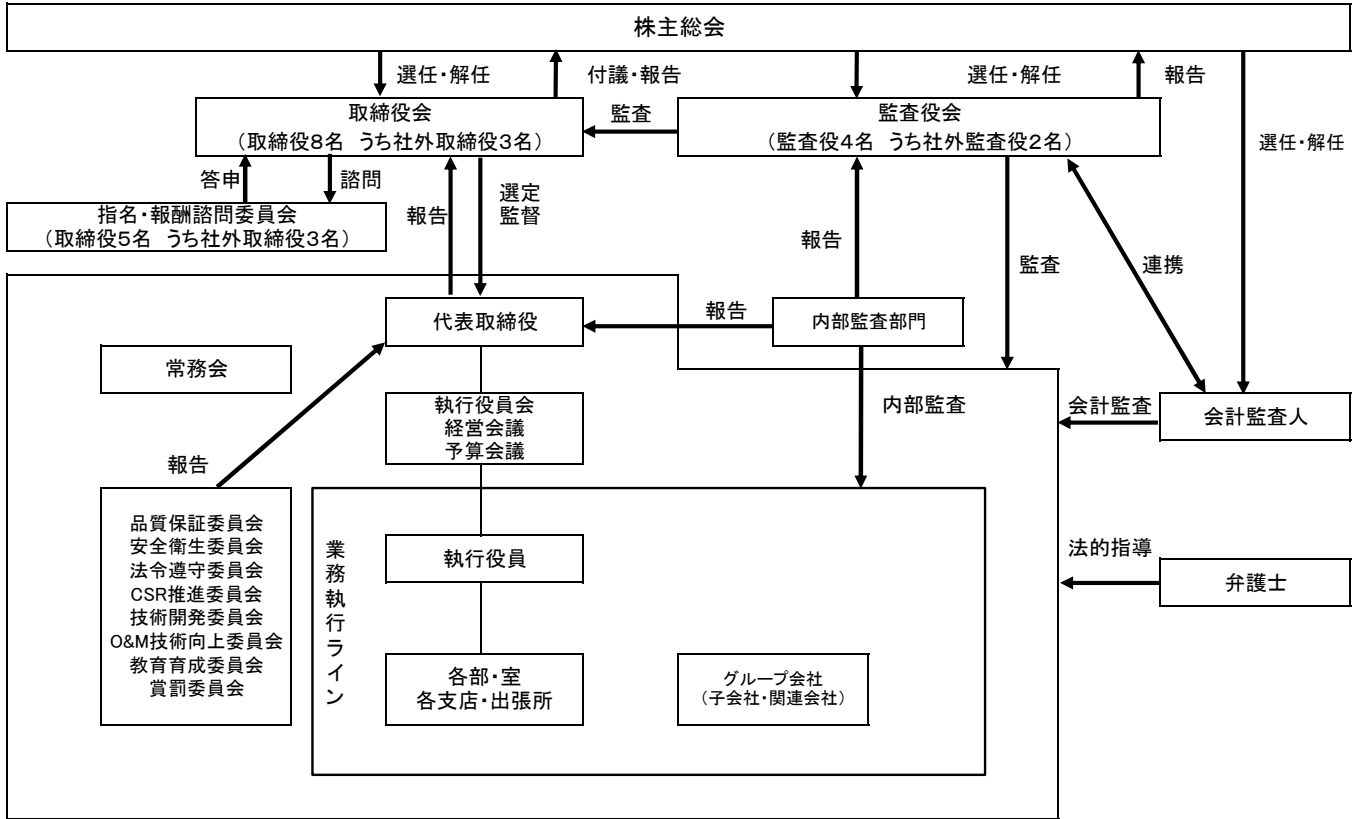 株主総会
選任・解任
付議・報告
選任・解任
報告
取締役会
(取締役8名 うち社外取締役3名)
監査
監査役会
(監査役4名 うち社外監査役2名)
選任・解任
答申
諮問
指名・報酬諮問委員会
(取締役5名 うち社外取締役3名)
報告
選定
監督
報告
監査
連携
代表取締役
報告
内部監査部門
常務会
執行役員会
経営会議
予算会議
内部監査
会計監査
会計監査人
報告
品質保証委員会
安全衛生委員会
法令遵守委員会
CSR推進委員会
技術開発委員会
O&M技術向上委員会
教育育成委員会
賞罰委員会
業務執行ライン
執行役員
法的指導
弁護士
各部・室
各支店・出張所
グループ会社
(子会社・関連会社)